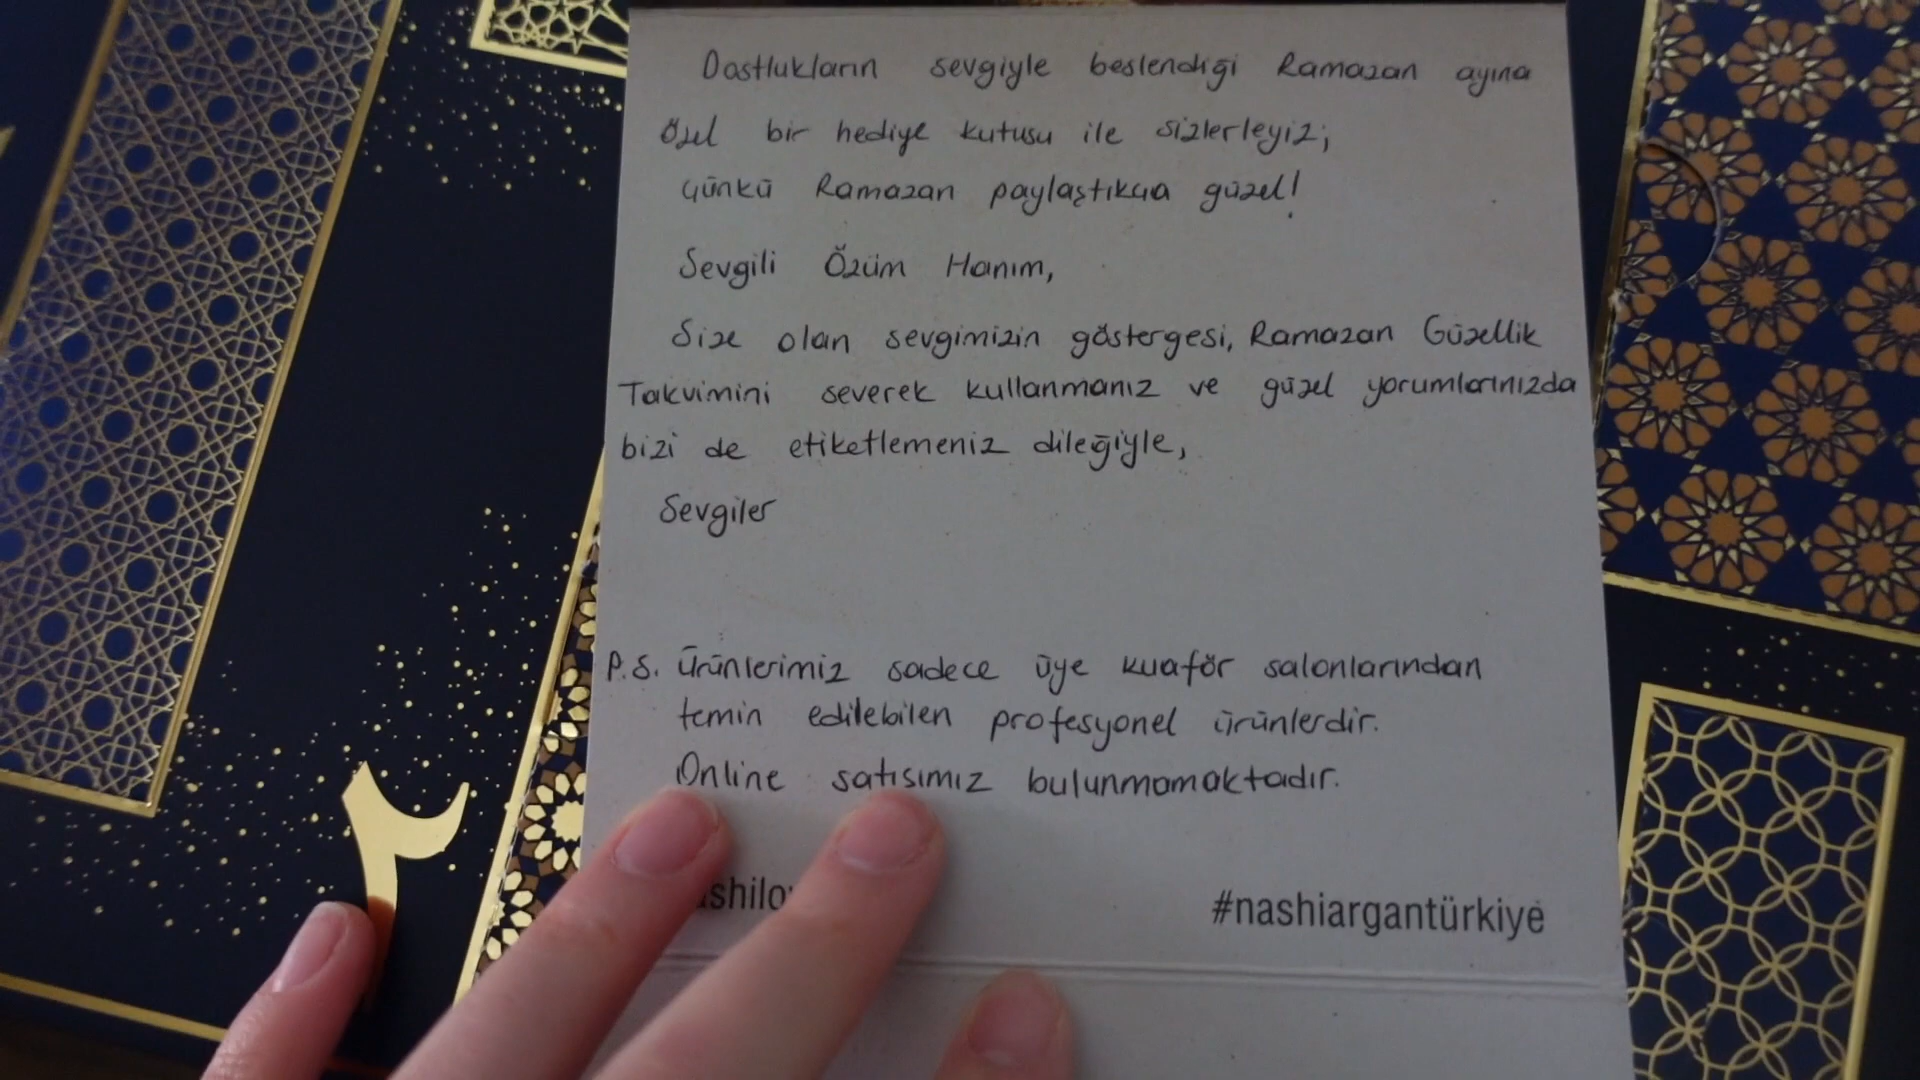 Dostlukların sevgiyle beslendiği Ramazan ayına
özel bir hediye kutusu ile sizlerleyiz;
Çünkü Ramazan paylaştıkça güzel!
Sevgili Özüm Hanım,
Size olan sevgimizin göstergesi, Ramazan Güzellik
Takvimini severek kullanmanız ve güzel yorumlarınızda
bizi de etiketlemeniz dileğiyle,
Sevgiler
P.S. Ürünlerimiz sadece üye kuaför salonlarından
temin edilebilen profesyonel ürünlerdir.
Online satısımız bulunmamaktadır.
#nashiargantürkiye
٢